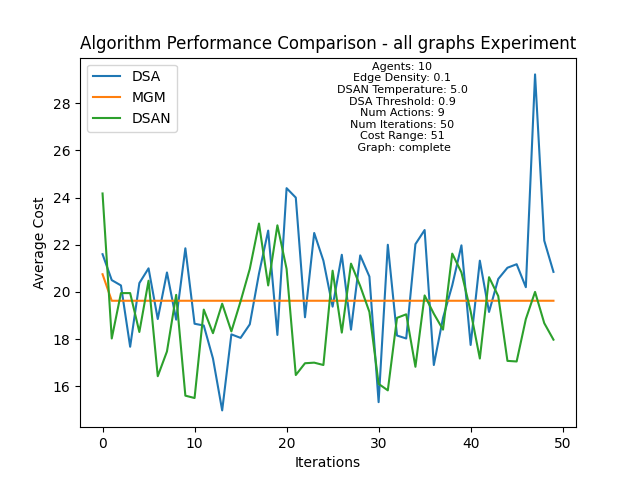 Algorithm Performance Comparison - all graphs Experiment
DSA
MGM
DSAN
Agents: 10
Edge Density: 0.1
DSAN Temperature: 5.0
DSA Threshold: 0.9
Num Actions: 9
Num Iterations: 50
Cost Range: 51
Graph: complete
Average Cost
28
26
24
22
20
18
16
0
10
20
30
40
50
Iterations